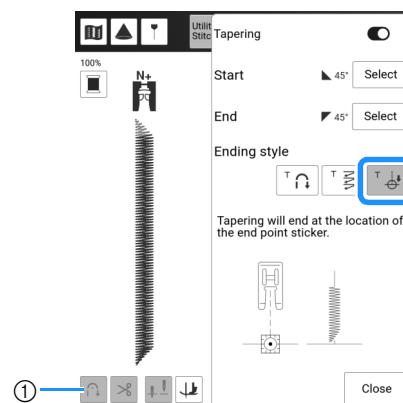 Utilit
Stitc
Tapering
100%
N+
Start
45°
Select
End
45°
Select
Ending style
T
T
T
Tapering will end at the location of
the end point sticker.
①
Close